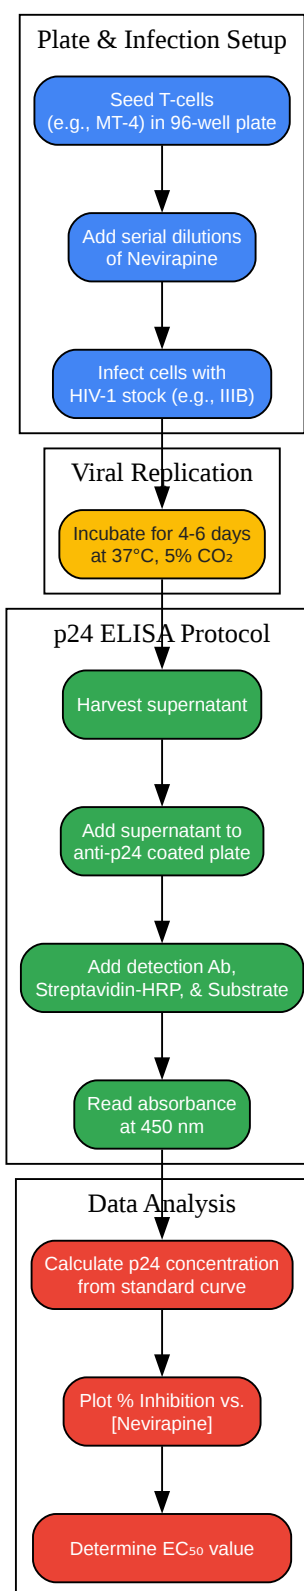 Plate & Infection Setup
Seed T-cells
(e.g., MT-4) in 96-well plate
Add serial dilutions
of Nevirapine
Infect cells with
HIV-1 stock (e.g., IIIB)
Viral Replication
Incubate for 4-6 days
at 37°C, 5% CO₂
p24 ELISA Protocol
Harvest supernatant
Add supernatant to
anti-p24 coated plate
Add detection Ab,
Streptavidin-HRP, & Substrate
Read absorbance
at 450 nm
Data Analysis
Calculate p24 concentration
from standard curve
Plot % Inhibition vs.
[Nevirapine]
Determine EC₅₀ value